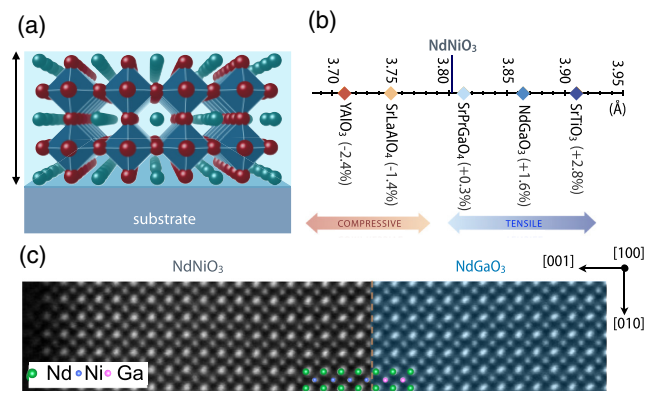 (a)
substrate
(b)
NdNiO3
3.70
3.75
3.80
3.85
3.90
3.95
(Å)
YAlO3 (-2.4%)
SrLaAlO4 (-1.4%)
SrPrGaO4 (+0.3%)
NdGaO3 (+1.6%)
SrTiO3 (+2.8%)
COMPRESSIVE
TENSILE
(c)
NdNiO3
NdGaO3
[001]
[100]
[010]
Nd Ni Ga